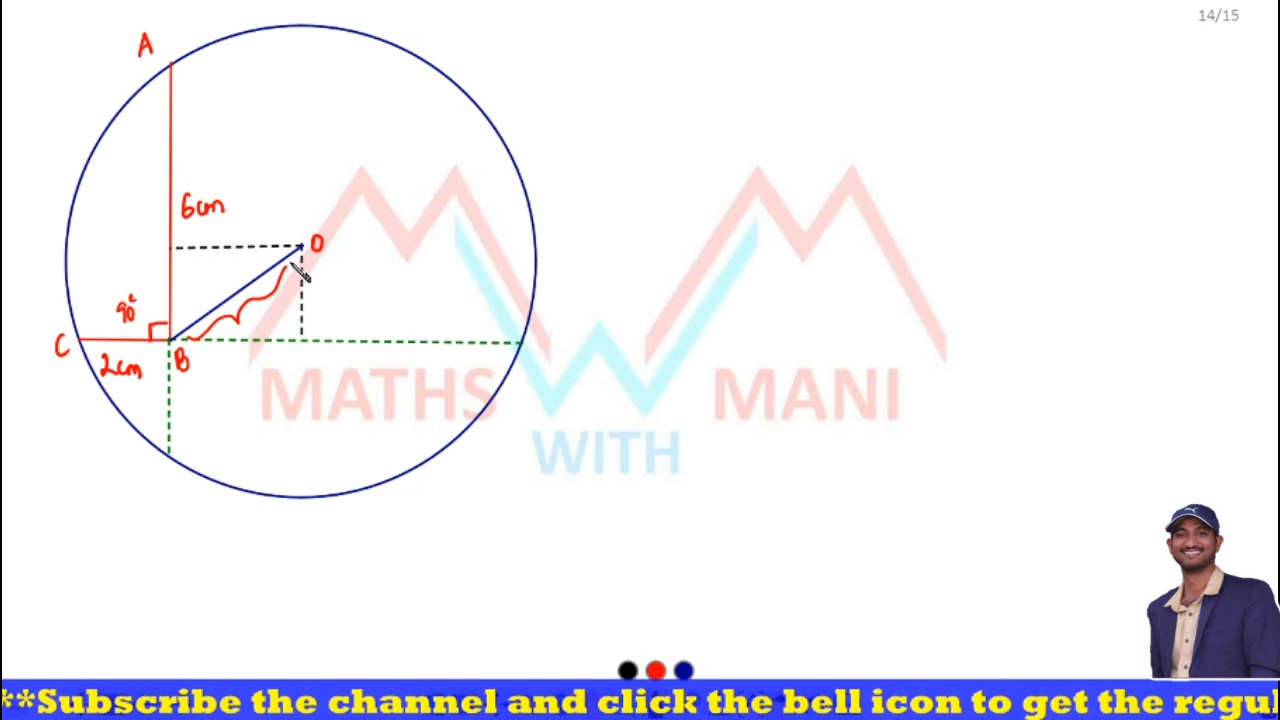 14/15
A
6cm
O
90°
C
2cm
B
MATHS
MANI
WITH
**Subscribe the channel and click the bell icon to get the regul